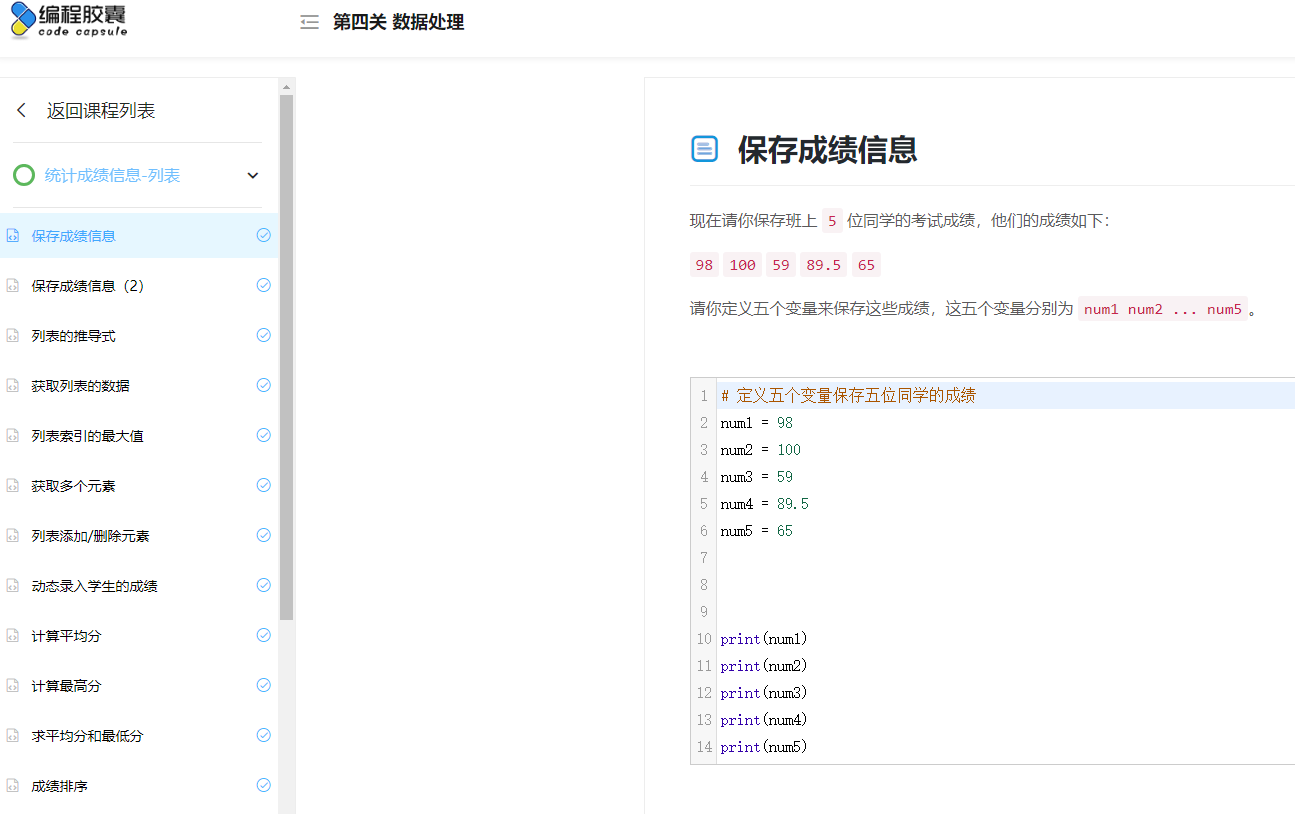 编程胶囊
code capsule
第四关 数据处理
返回课程列表
统计成绩信息-列表
保存成绩信息
保存成绩信息（2）
列表的推导式
获取列表的数据
列表索引的最大值
获取多个元素
列表添加/删除元素
动态录入学生的成绩
计算平均分
计算最高分
求平均分和最低分
成绩排序
保存成绩信息
现在请你保存班上 5 位同学的考试成绩，他们的成绩如下：
98 100 59 89.5 65
请你定义五个变量来保存这些成绩，这五个变量分别为 num1 num2 ... num5 。
1 # 定义五个变量保存五位同学的成绩
2 num1 = 98
3 num2 = 100
4 num3 = 59
5 num4 = 89.5
6 num5 = 65
7
8
9
10 print(num1)
11 print(num2)
12 print(num3)
13 print(num4)
14 print(num5)